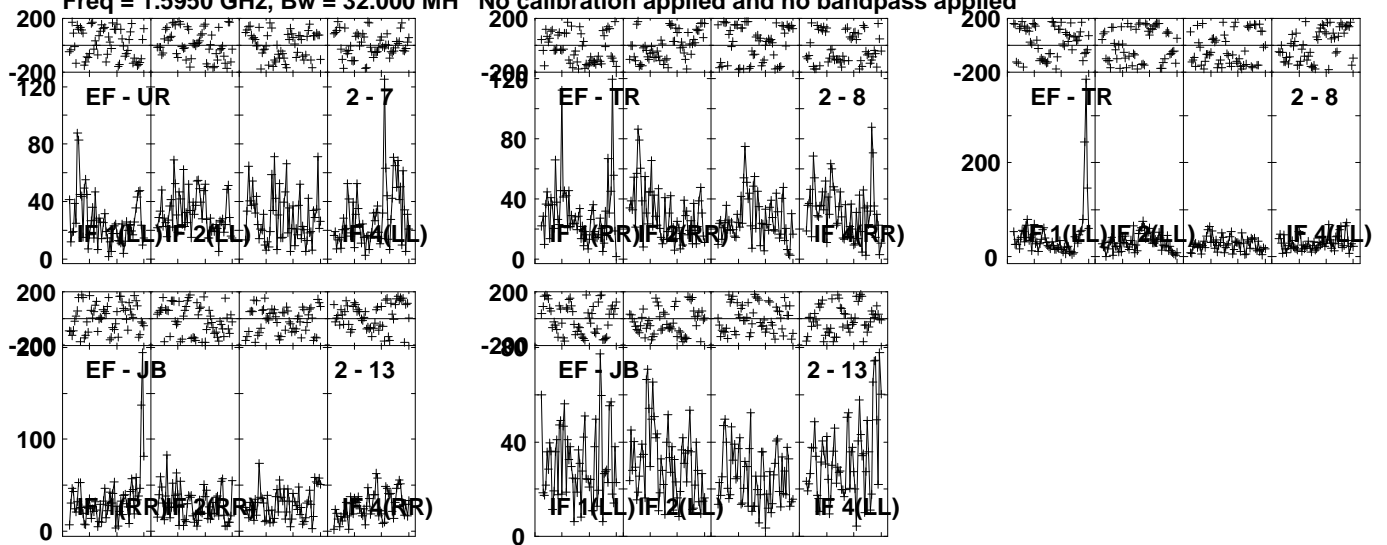 Freq = 1.5950 GHz, Bw = 32.000 MH No calibration applied and no bandpass applied
200
-200
120
80
40
0
EF - UR 2 - 7
IF 1(LL) IF 2(LL) IF 4(LL)
200
-200
120
80
40
0
EF - TR 2 - 8
IF 1(RR) IF 2(RR) IF 4(RR)
200
-200
200
0
EF - TR 2 - 8
IF 1(LL) IF 2(LL) IF 4(LL)
200
-200
200
100
0
EF - JB 2 - 13
IF 1(RR) IF 2(RR) IF 4(RR)
200
-200
80
40
0
EF - JB 2 - 13
IF 1(LL) IF 2(LL) IF 4(LL)